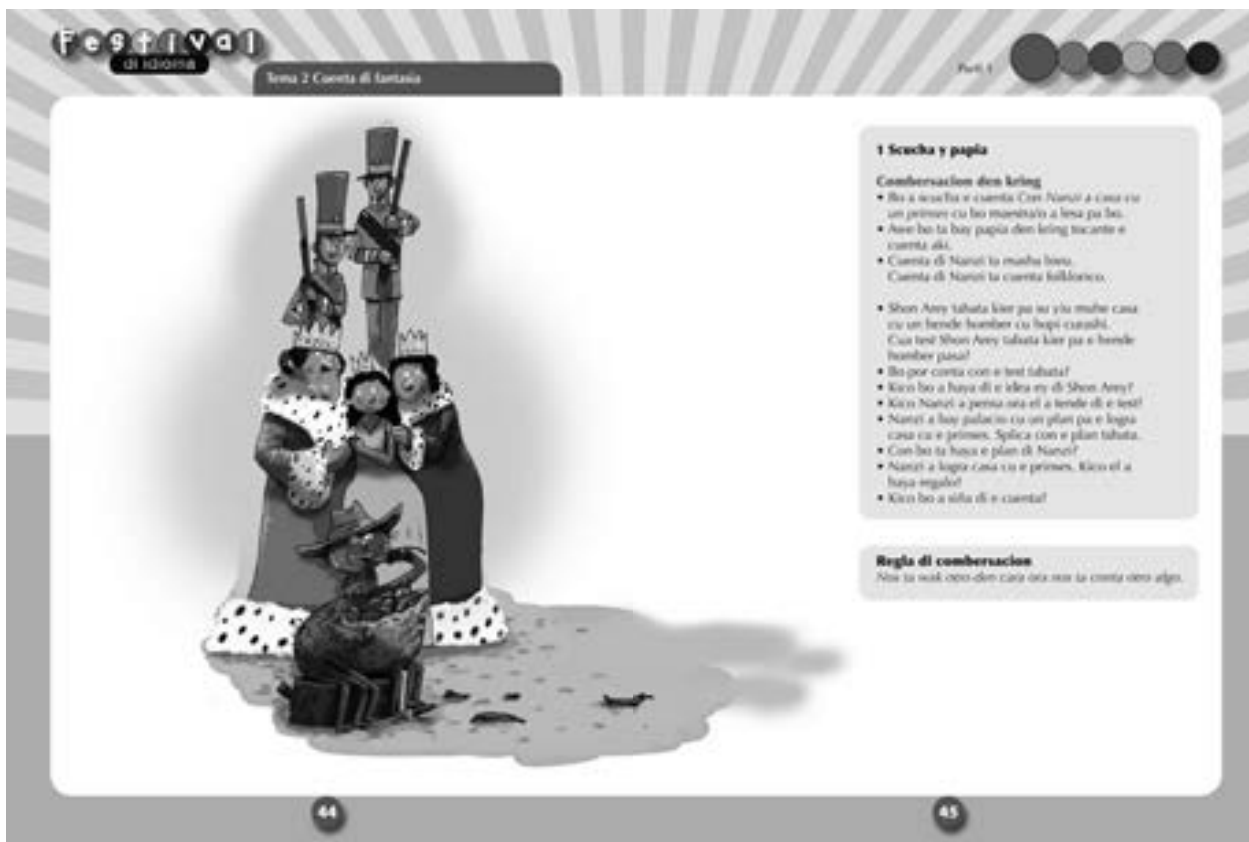 Festival
di idioma
Tema 2 Cuenta di fantasia
Parti 1
1 Scucha y papia
Combersacion den kring
• Bo a scucha e cuenta Con Nanzi a casa cu
un prinses cu bo maestra/o a lesa pa bo.
• Awe bo ta bay papia den kring tocante e
cuenta aki.
• Cuenta di Nanzi ta masha bieu.
Cuenta di Nanzi ta cuenta folklorico.
• Shon Arey tabata kier pa su yiu muhe casa
cu un hende homber cu hopi curashi.
Cua test Shon Arey tabata kier pa e hende
homber pasa?
• Bo por conta con e test tabata?
• Kico bo a haya di e idea ey di Shon Arey?
• Kico Nanzi a pensa ora el a tende di e test?
• Nanzi a bay palacio cu un plan pa e logra
casa cu e prinses. Splica con e plan tabata.
• Con bo ta haya e plan di Nanzi?
• Nanzi a logra casa cu e prinses. Kico el a
haya regalo?
• Kico bo a siña di e cuenta?
Regla di combersacion
Nos ta wak otro den cara ora nos ta conta otro algo.
44
45